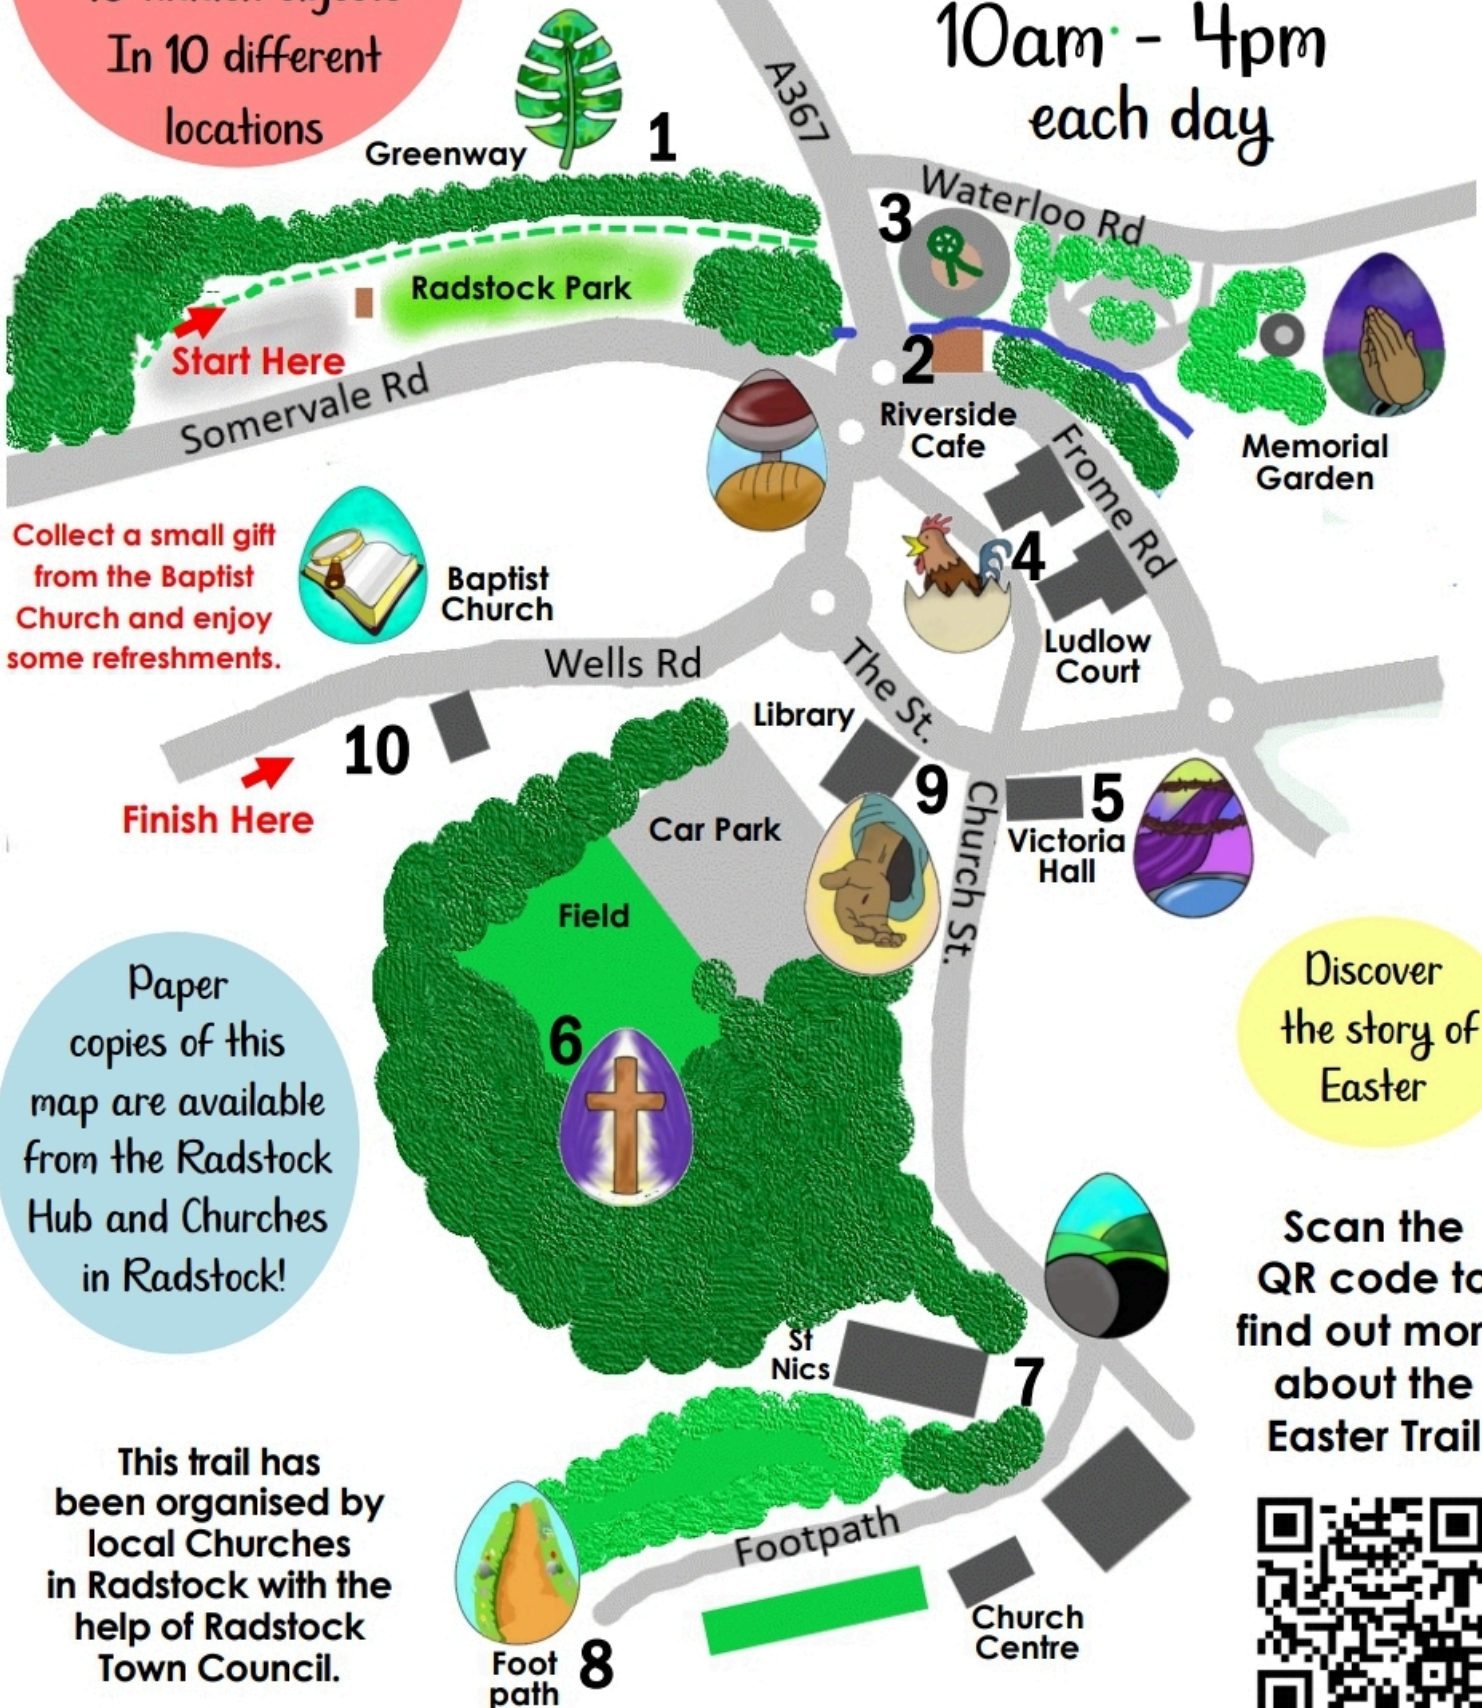 In 10 different
locations
10am - 4pm
each day
Greenway
1
A367
Waterloo Rd
3
Radstock Park
Start Here
Somervale Rd
2
Riverside
Cafe
Memorial
Garden
Frome Rd
Collect a small gift
from the Baptist
Church and enjoy
some refreshments.
Baptist
Church
4
Ludlow
Court
Wells Rd
The St.
Library
10
Finish Here
9
5
Victoria
Hall
Car Park
Church St.
Field
6
Paper
copies of this
map are available
from the Radstock
Hub and Churches
in Radstock!
Discover
the story of
Easter
Scan the
QR code to
find out mor
about the
Easter Trail
St
Nics
7
This trail has
been organised by
local Churches
in Radstock with the
help of Radstock
Town Council.
Footpath
Church
Centre
Foot
path
8